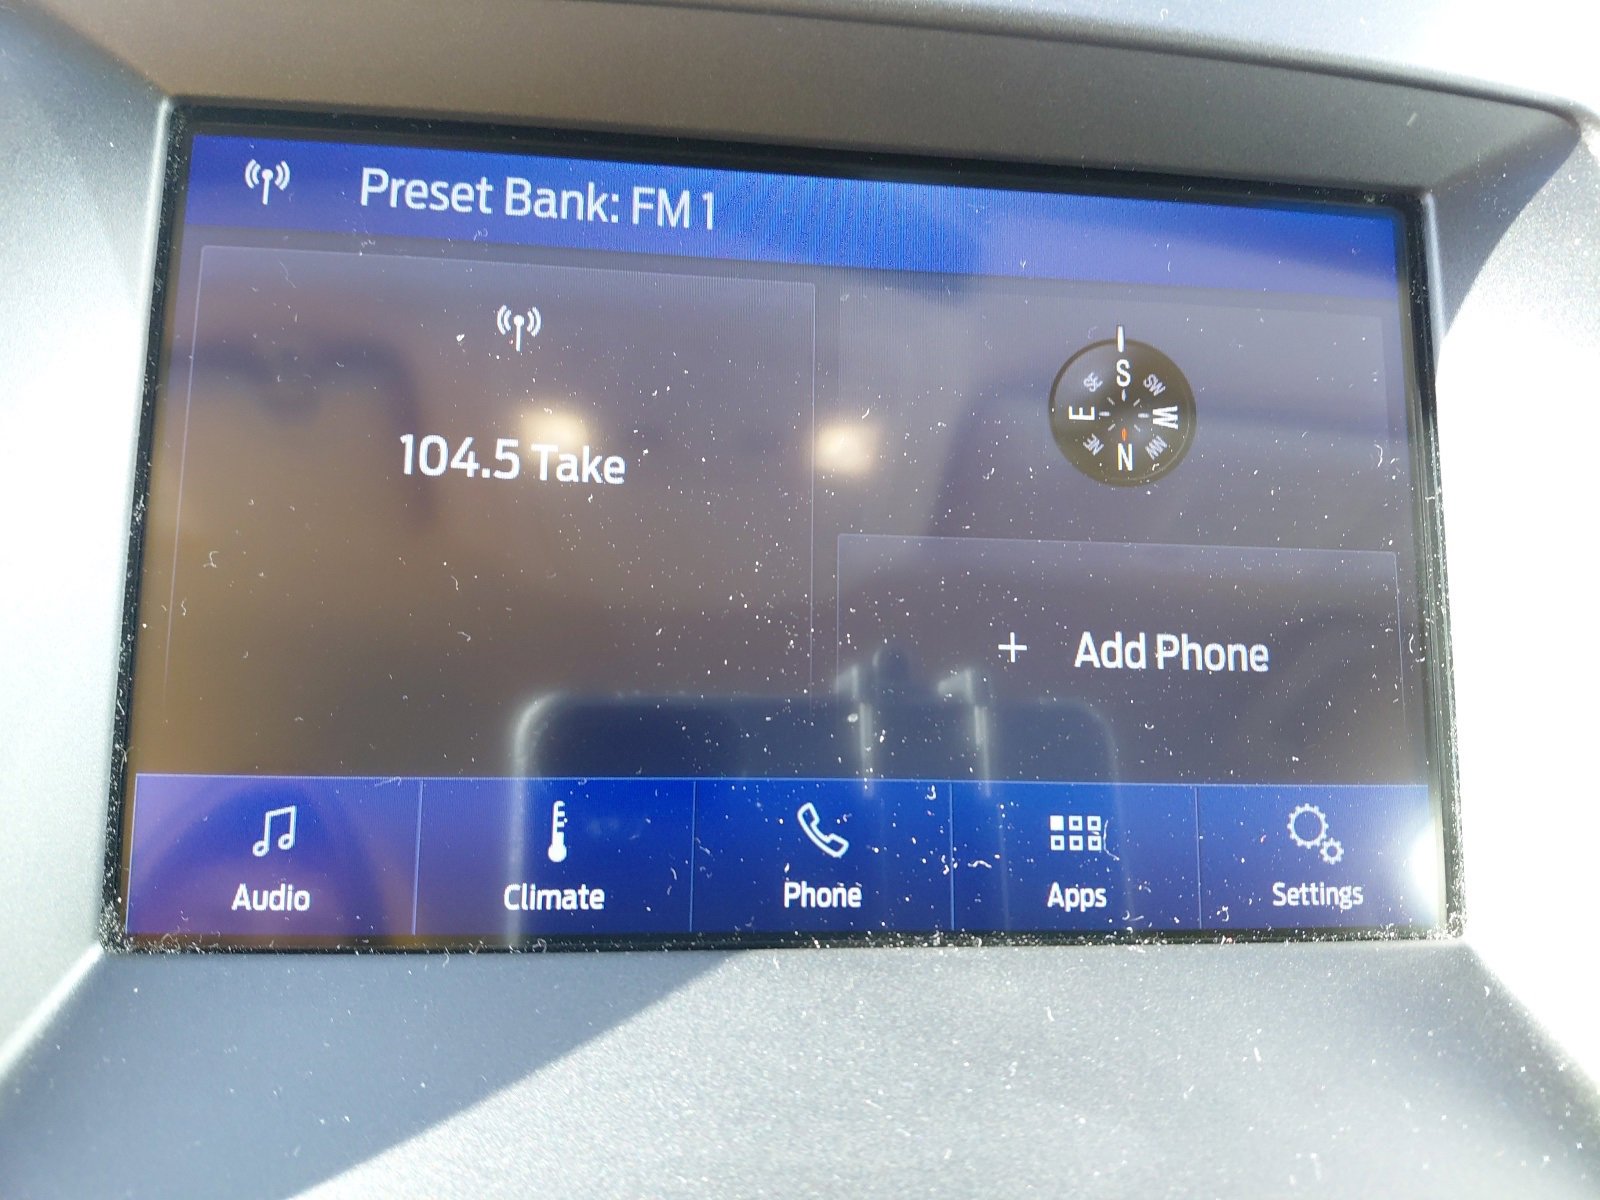 Preset Bank: FM 1
104.5 Take
S
SE SW
E W
NE NW
N
+ Add Phone
Audio Climate Phone Apps Settings